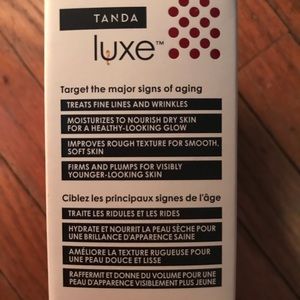 TANDA
luxe™
Target the major signs of aging
TREATS FINE LINES AND WRINKLES
MOISTURIZES TO NOURISH DRY SKIN
FOR A HEALTHY-LOOKING GLOW
IMPROVES ROUGH TEXTURE FOR SMOOTH,
SOFT SKIN
FIRMS AND PLUMPS FOR VISIBLY
YOUNGER-LOOKING SKIN
Ciblez les principaux signes de l'âge
TRAITE LES RIDULES ET LES RIDES
HYDRATE ET NOURRIT LA PEAU SÈCHE POUR
UNE BRILLANCE D'APPARENCE SAINE
AMÉLIORE LA TEXTURE RUGUEUSE POUR
UNE PEAU DOUCE ET LISSE
RAFFERMIT ET DONNE DU VOLUME POUR UNE
PEAU D'APPARENCE VISIBLEMENT PLUS JEUNE